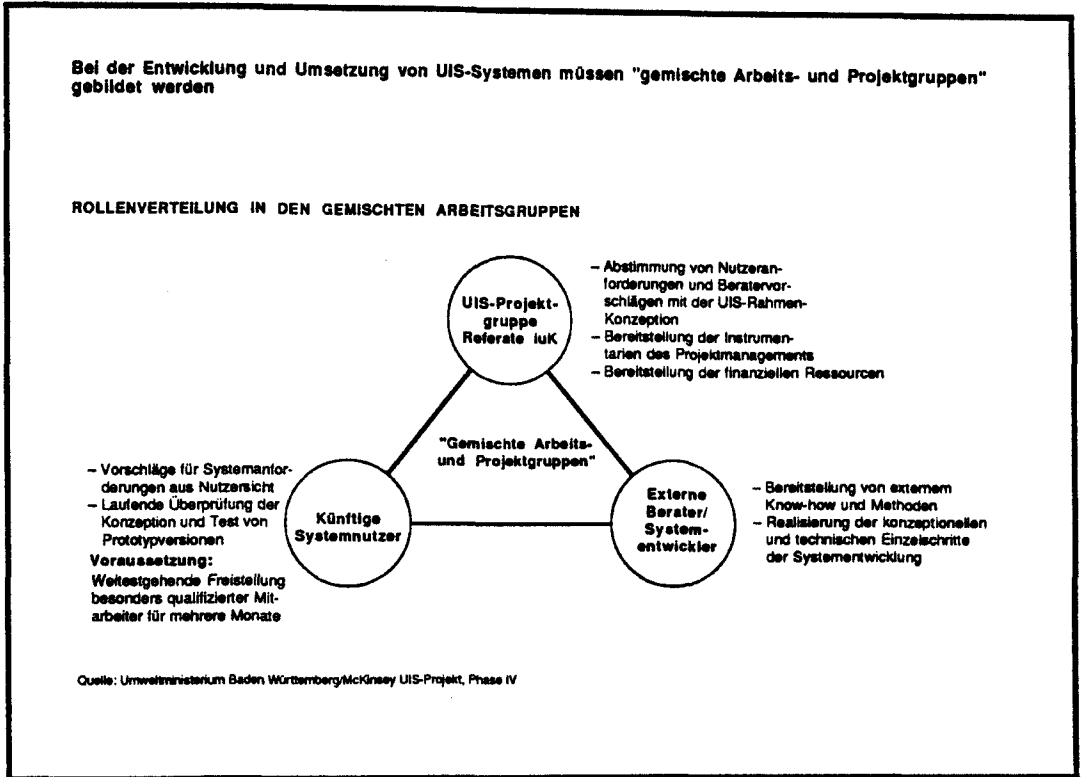 Bei der Entwicklung und Umsetzung von UIS-Systemen müssen "gemischte Arbeits- und Projektgruppen"
gebildet werden
ROLLENVERTEILUNG IN DEN GEMISCHTEN ARBEITSGRUPPEN
UIS-Projekt-
gruppe
Referate IuK
– Abstimmung von Nutzeran-
forderungen und Beratervor-
schlägen mit der UIS-Rahmen-
Konzeption
– Bereitstellung der Instrumen-
tarien des Projektmanagements
– Bereitstellung der finanziellen Ressourcen
"Gemischte Arbeits-
und Projektgruppen"
– Vorschläge für Systemanfor-
derungen aus Nutzersicht
– Laufende Überprüfung der
Konzeption und Test von
Prototypversionen
Voraussetzung:
Weitestgehende Freistellung
besonders qualifizierter Mit-
arbeiter für mehrere Monate
Künftige
Systemnutzer
Externe
Berater/
System-
entwickler
– Bereitstellung von externem
Know-how und Methoden
– Realisierung der konzeptionellen
und technischen Einzelschritte
der Systementwicklung
Quelle: Umweltministerium Baden Württemberg/McKinsey UIS-Projekt, Phase IV